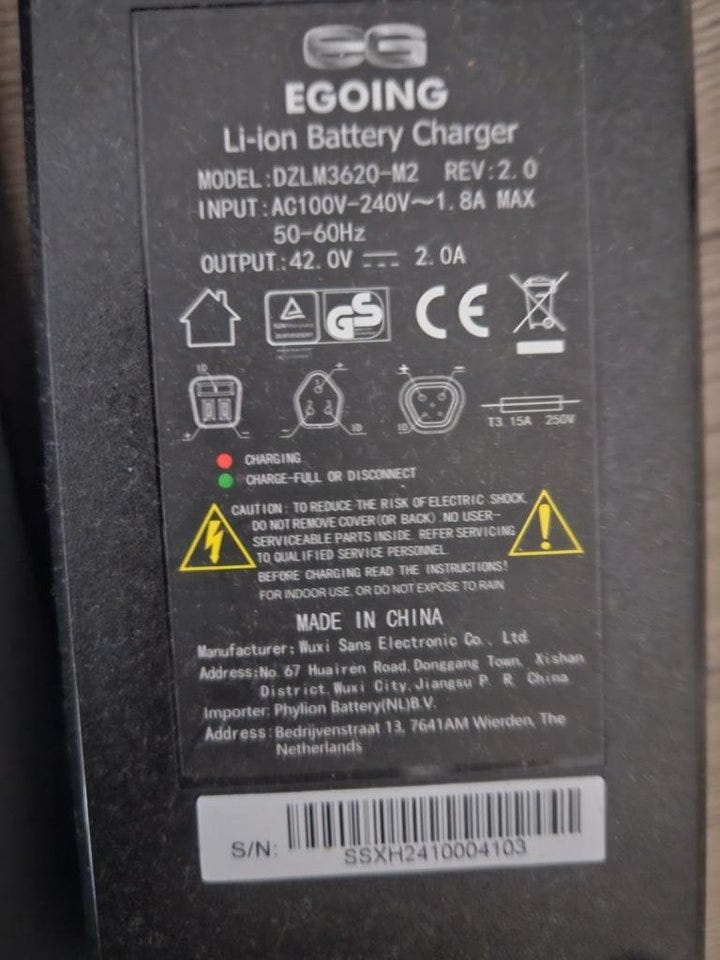 EG
EGOING
Li-ion Battery Charger
MODEL:DZLM3620-M2 REV:2.0
INPUT:AC100V-240V~1.8A MAX
50-60Hz
OUTPUT:42.0V ⎓ 2.0A
GS
CE
ID
+ -
+
- ID
+ -
ID
T3.15A 250V
CHARGING
CHARGE-FULL OR DISCONNECT
CAUTION: TO REDUCE THE RISK OF ELECTRIC SHOCK,
DO NOT REMOVE COVER(OR BACK). NO USER-
SERVICEABLE PARTS INSIDE. REFER SERVICING
TO QUALIFIED SERVICE PERSONNEL.
BEFORE CHARGING READ THE INSTRUCTIONS!
FOR INDOOR USE, OR DO NOT EXPOSE TO RAIN
MADE IN CHINA
Manufacturer: Wuxi Sans Electronic Co., Ltd
Address:No.67 Huairen Road,Donggang Town, Xishan
District,Wuxi City,Jiangsu P. R. China
Importer: Phylion Battery(NL)B.V.
Address: Bedrijvenstraat 13, 7641AM Wierden, The
Netherlands
S/N: SSXH2410004103